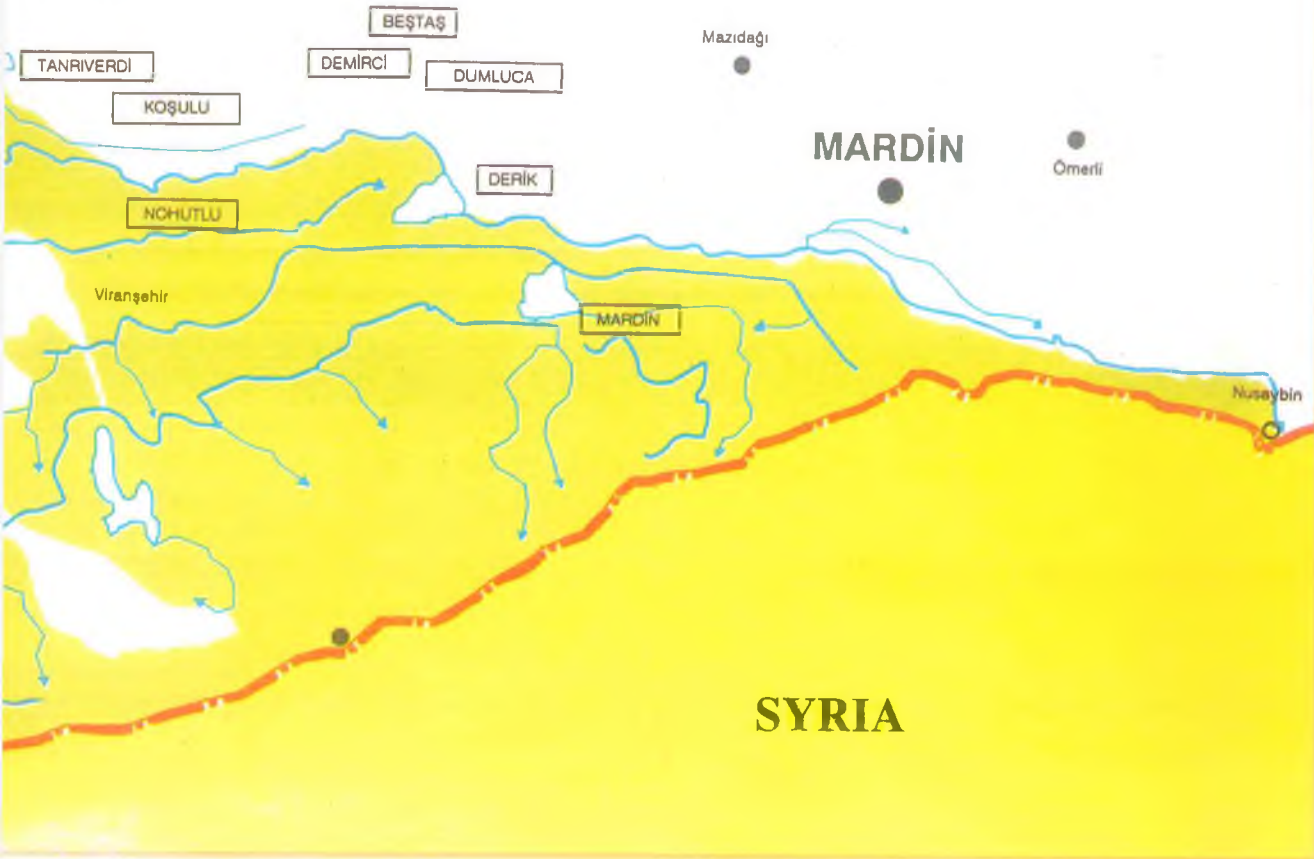 BEŞTAŞ
Mazıdağı
TANRIVERDİ
DEMİRCİ
DUMLUCA
KOŞULU
MARDİN
Ömerli
DERİK
NOHUTLU
Viranşehir
MARDİN
Nusaybin
SYRIA